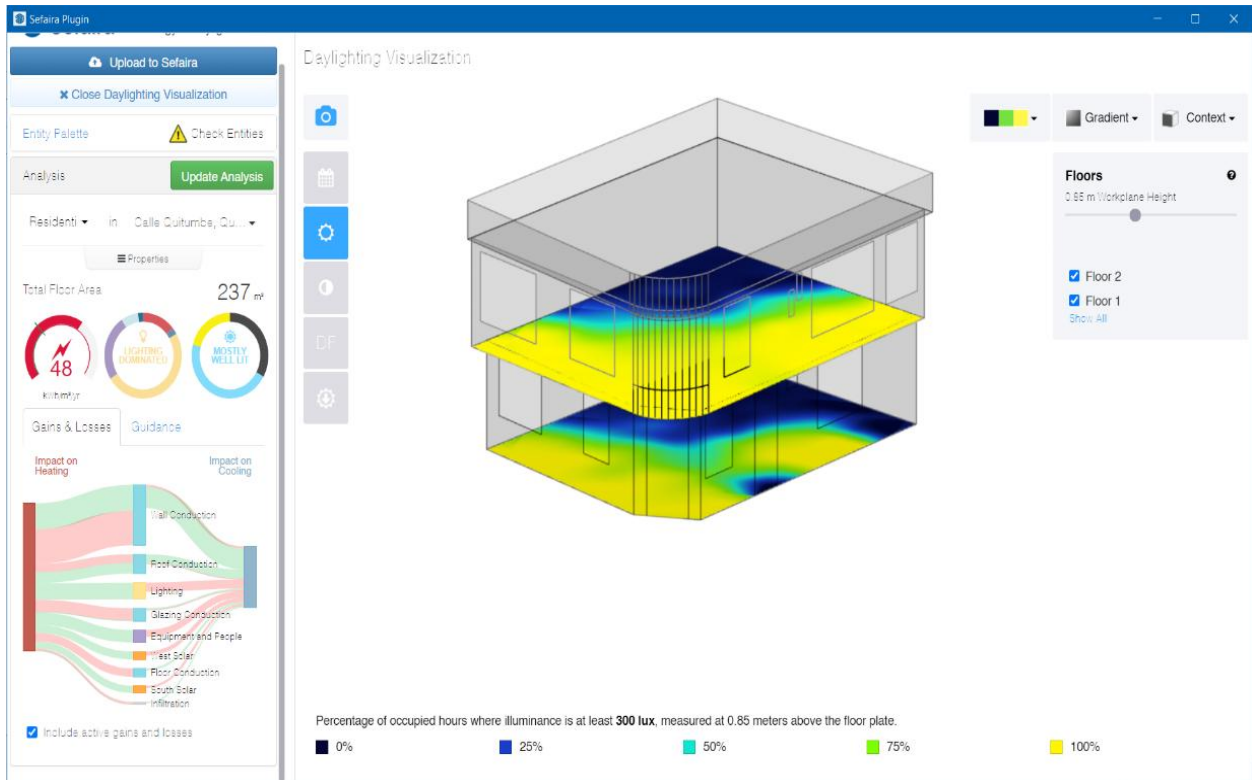 Sefaira Plugin
Upload to Sefaira
✖ Close Daylighting Visualization
Entity Palette
Check Entities
Analysis
Update Analysis
Residenti
in
Calle Quitumbe, Qu...
Properties
Total Floor Area
237 m²
48
kWh/m²/yr
LIGHTING
DOMINATED
MOSTLY
WELL LIT
Gains & Losses
Guidance
Impact on
Heating
Impact on
Cooling
Wall Conduction
Roof Conduction
Lighting
Glazing Conduction
Equipment and People
West Solar
Floor Conduction
South Solar
Infiltration
Include active gains and losses
Daylighting Visualization
DF
Gradient
Context
Floors
0.85 m Workplane Height
Floor 2
Floor 1
Show All
Percentage of occupied hours where illuminance is at least 300 lux, measured at 0.85 meters above the floor plate.
0%
25%
50%
75%
100%